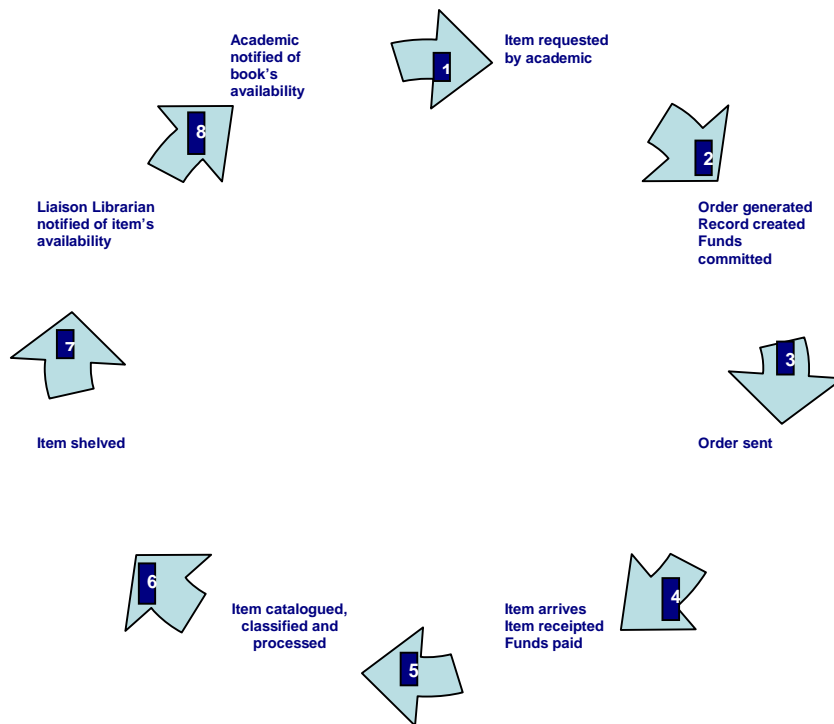 1
Item requested
by academic
2
Order generated
Record created
Funds
committed
3
Order sent
4
Item arrives
Item receipted
Funds paid
5
Item catalogued,
classified and
processed
6
Item shelved
7
Liaison Librarian
notified of item's
availability
8
Academic
notified of
book's
availability